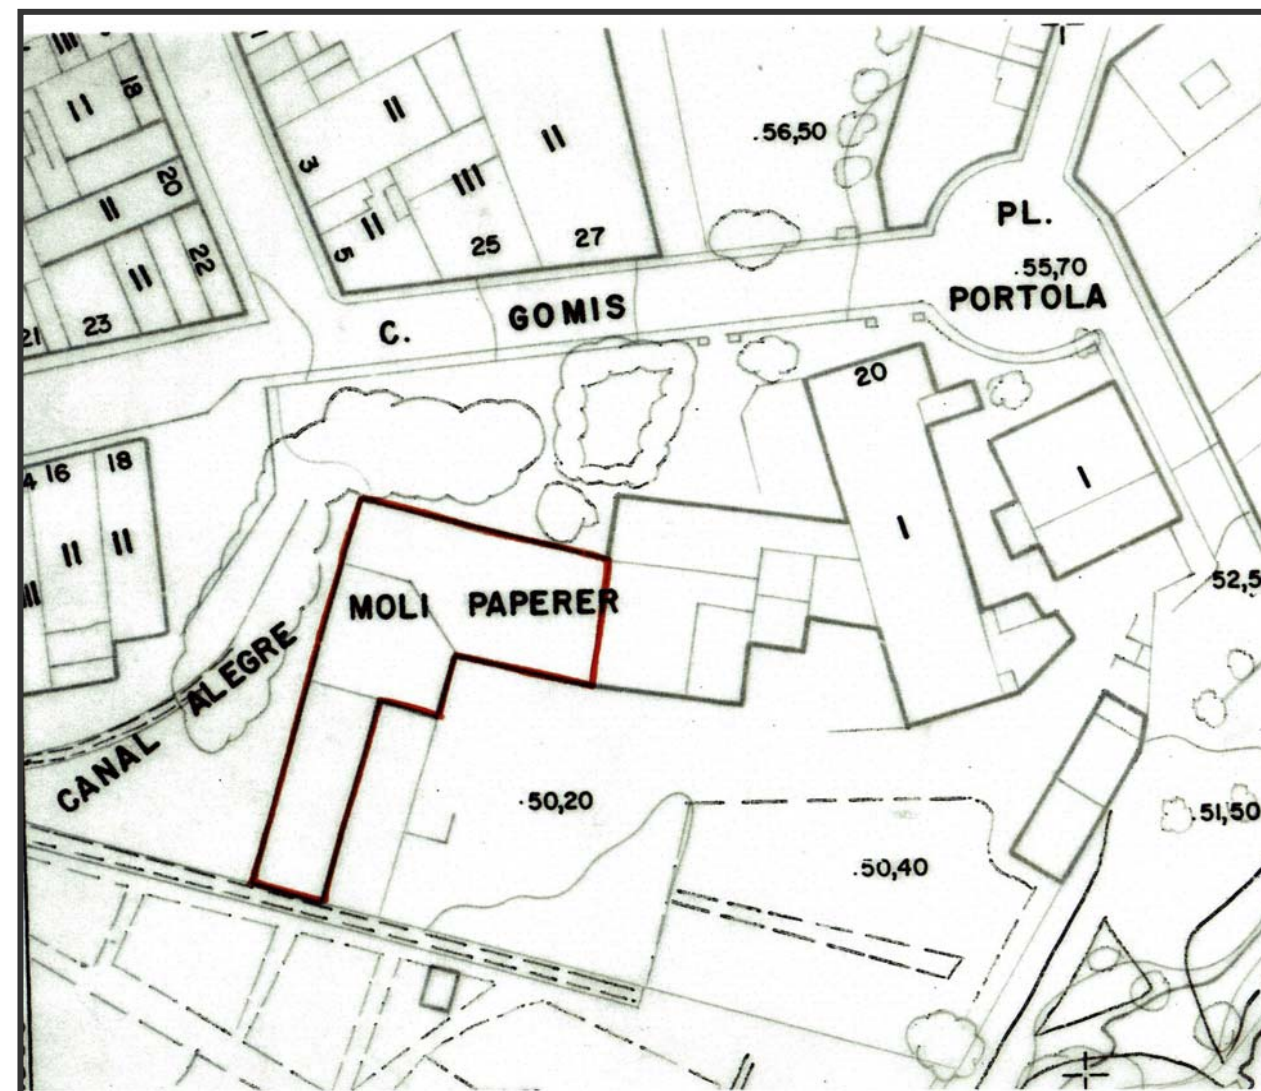 III
18
II
20
II
22
II
21
23
II
3
III
II
II
5
25
27
.56,50
PL.
.55,70
PORTOLA
C. GOMIS
20
I
I
16
18
II
II
III
MOLI PAPERER
52,5
CANAL ALEGRE
.50,20
.50,40
.51,50